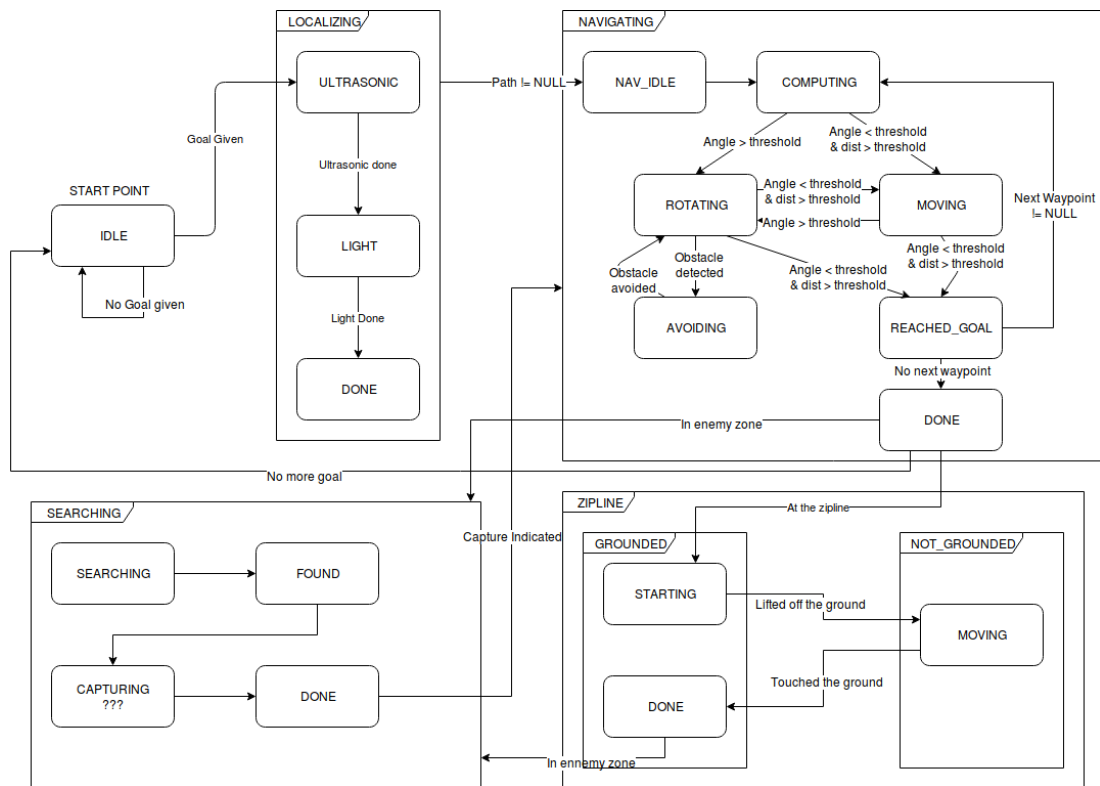 LOCALIZING
ULTRASONIC
Ultrasonic done
LIGHT
Light Done
DONE
START POINT
IDLE
No Goal given
Goal Given
Path != NULL
NAVIGATING
NAV_IDLE
COMPUTING
Angle > threshold
Angle < threshold
& dist > threshold
ROTATING
Angle < threshold
& dist > threshold
Angle > threshold
MOVING
Next Waypoint
!= NULL
Obstacle
avoided
Obstacle
detected
Angle < threshold
& dist > threshold
Angle < threshold
& dist > threshold
AVOIDING
REACHED_GOAL
No next waypoint
DONE
In enemy zone
No more goal
At the zipline
SEARCHING
SEARCHING
FOUND
CAPTURING
???
DONE
Capture Indicated
ZIPLINE
GROUNDED
STARTING
Lifted off the ground
NOT_GROUNDED
MOVING
Touched the ground
DONE
In ennemy zone